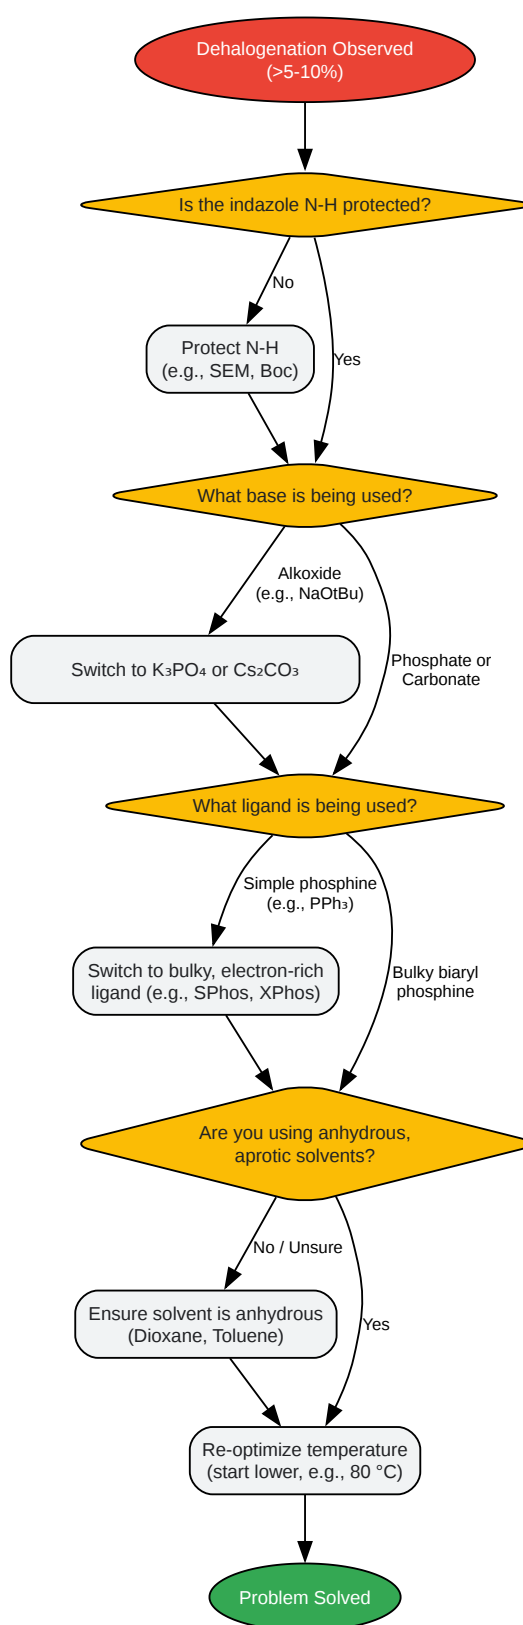 Dehalogenation Observed
(>5-10%)
Is the indazole N-H protected?
No
Protect N-H
(e.g., SEM, Boc)
Yes
What base is being used?
Alkoxide
(e.g., NaOtBu)
Switch to K₃PO₄ or Cs₂CO₃
Phosphate or
Carbonate
What ligand is being used?
Simple phosphine
(e.g., PPh₃)
Switch to bulky, electron-rich
ligand (e.g., SPhos, XPhos)
Bulky biaryl
phosphine
Are you using anhydrous,
aprotic solvents?
No / Unsure
Ensure solvent is anhydrous
(Dioxane, Toluene)
Yes
Re-optimize temperature
(start lower, e.g., 80 °C)
Problem Solved